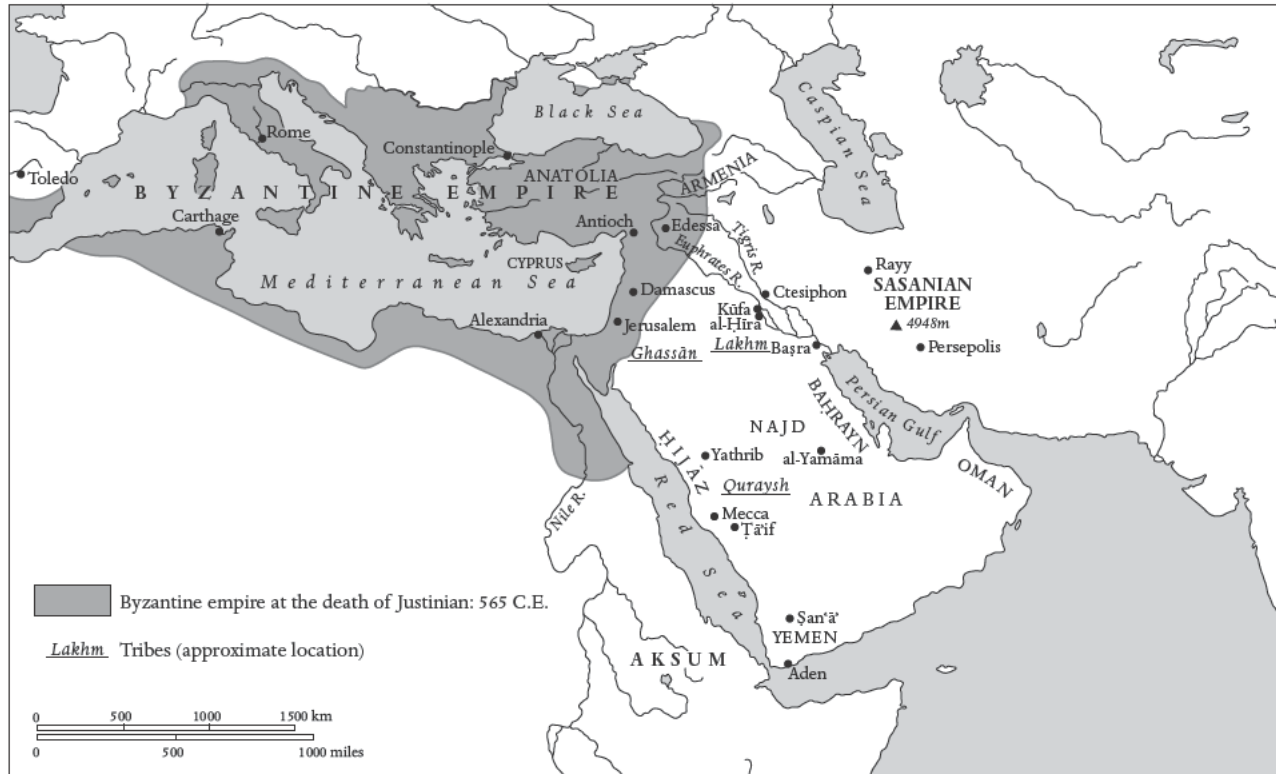 Black Sea
Caspian Sea
Rome
Constantinople
Toledo
ANATOLIA
ARMENIA
BYZANTINE EMPIRE
Carthage
Antioch
Edessa
Tigris R.
Euphrates R.
CYPRUS
Mediterranean Sea
Rayy
SASANIAN
EMPIRE
Damascus
Ctesiphon
Kūfa
al-Ḥīra
4948m
Alexandria
Jerusalem
Ghassān
Lakhm
Baṣra
Persepolis
Persian Gulf
BAḤRAYN
NAJD
ḤIJĀZ
Yathrib
al-Yamāma
OMAN
Quraysh
ARABIA
Nile R.
Red Sea
Mecca
Ṭā'if
Byzantine empire at the death of Justinian: 565 C.E.
Ṣan‘ā’
YEMEN
Lakhm Tribes (approximate location)
AKSUM
Aden
0 500 1000 1500 km
0 500 1000 miles